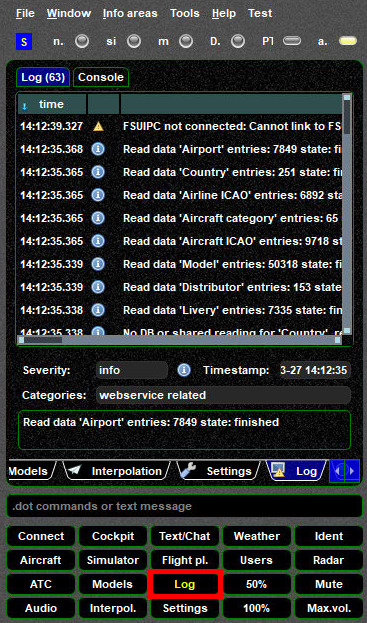 File Window Info areas Tools Help Test
S n. si m D. PT a.
Log (63) Console
time
14:12:39.327 FSUIPC not connected: Cannot link to FS
14:12:35.368 Read data 'Airport' entries: 7849 state: fin
14:12:35.365 Read data 'Country' entries: 251 state: fin
14:12:35.365 Read data 'Airline ICAO' entries: 6892 sta
14:12:35.365 Read data 'Aircraft category' entries: 65
14:12:35.365 Read data 'Aircraft ICAO' entries: 9718 st
14:12:35.339 Read data 'Model' entries: 50318 state: fi
14:12:35.339 Read data 'Distributor' entries: 153 state
14:12:35.338 Read data 'Livery' entries: 7335 state: fin
14:12:35.338 No DB or shared reading for 'Country'
Severity: info Timestamp: 3-27 14:12:35
Categories: webservice related
Read data 'Airport' entries: 7849 state: finished
Models Interpolation Settings Log
.dot commands or text message
Connect Cockpit Text/Chat Weather Ident
Aircraft Simulator Flight pl. Users Radar
ATC Models Log 50% Mute
Audio Interpol. Settings 100% Max.vol.